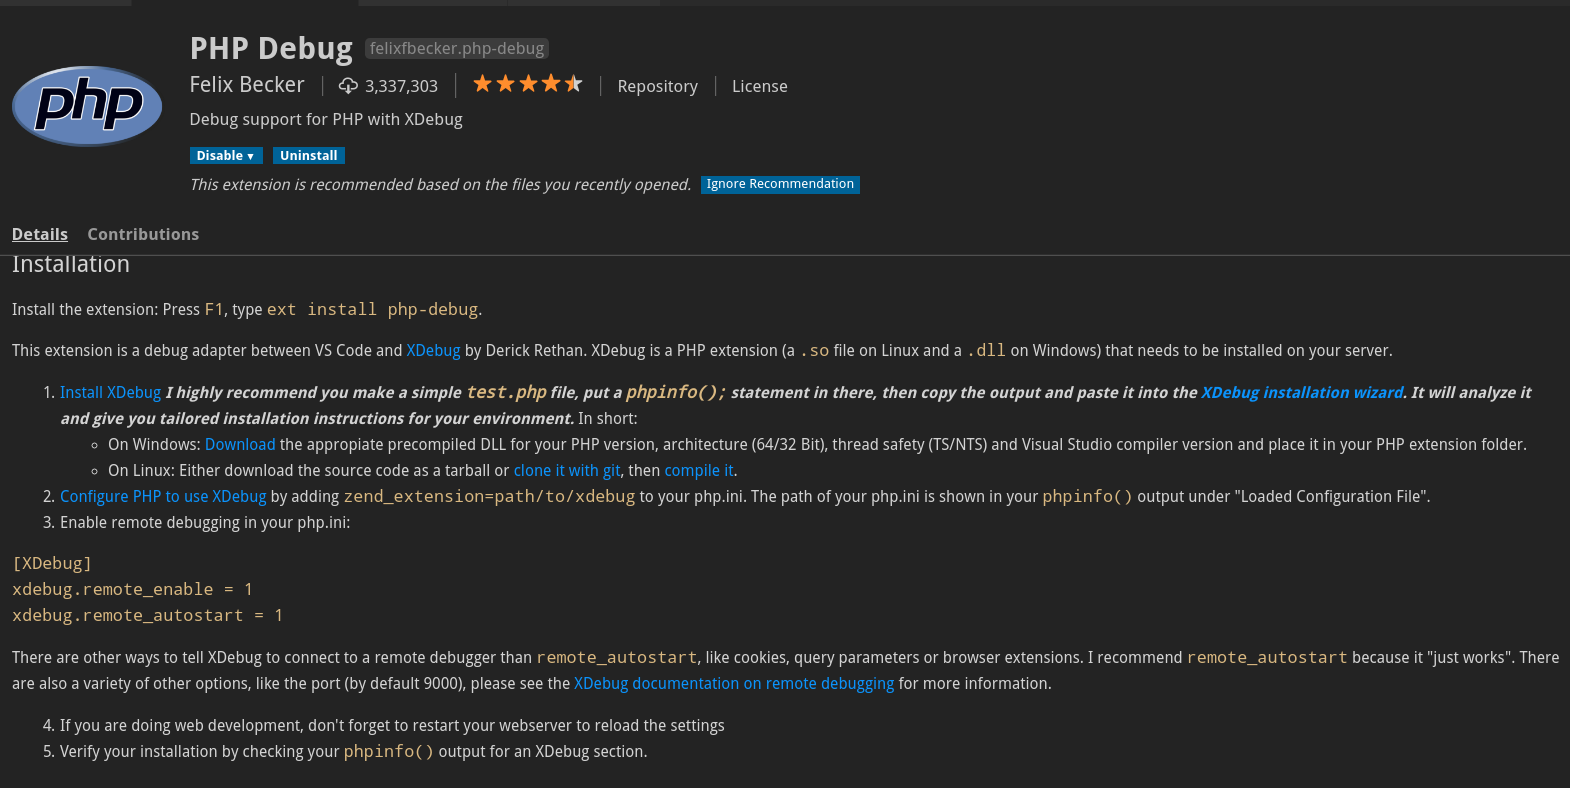 PHP Debug felixfbecker.php-debug
php
Felix Becker 3,337,303 Repository License
Debug support for PHP with XDebug
Disable ▼ Uninstall
This extension is recommended based on the files you recently opened. Ignore Recommendation
Details Contributions
Installation
Install the extension: Press F1, type ext install php-debug.
This extension is a debug adapter between VS Code and XDebug by Derick Rethan. XDebug is a PHP extension (a .so file on Linux and a .dll on Windows) that needs to be installed on your server.
1. Install XDebug I highly recommend you make a simple test.php file, put a phpinfo(); statement in there, then copy the output and paste it into the XDebug installation wizard. It will analyze it
and give you tailored installation instructions for your environment. In short:
◦ On Windows: Download the appropiate precompiled DLL for your PHP version, architecture (64/32 Bit), thread safety (TS/NTS) and Visual Studio compiler version and place it in your PHP extension folder.
◦ On Linux: Either download the source code as a tarball or clone it with git, then compile it.
2. Configure PHP to use XDebug by adding zend_extension=path/to/xdebug to your php.ini. The path of your php.ini is shown in your phpinfo() output under "Loaded Configuration File".
3. Enable remote debugging in your php.ini:
[XDebug]
xdebug.remote_enable = 1
xdebug.remote_autostart = 1
There are other ways to tell XDebug to connect to a remote debugger than remote_autostart, like cookies, query parameters or browser extensions. I recommend remote_autostart because it "just works". There
are also a variety of other options, like the port (by default 9000), please see the XDebug documentation on remote debugging for more information.
4. If you are doing web development, don't forget to restart your webserver to reload the settings
5. Verify your installation by checking your phpinfo() output for an XDebug section.